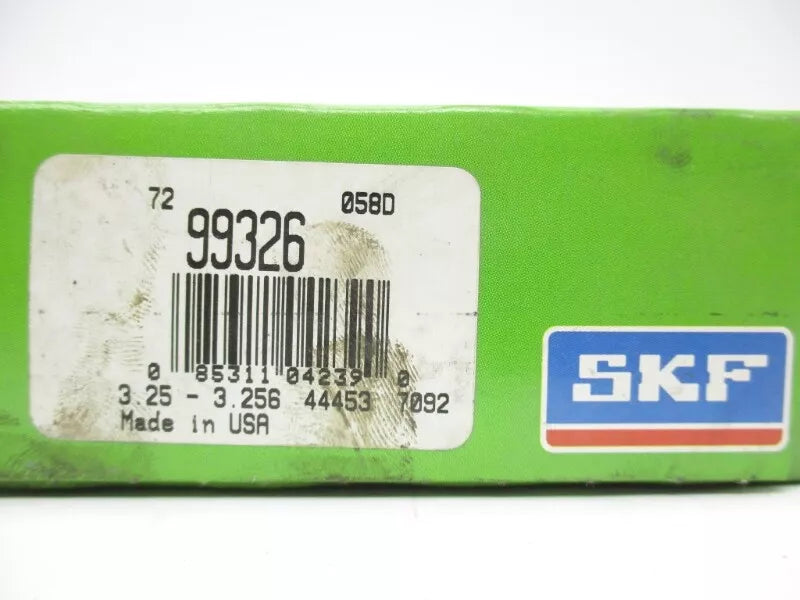 72 058D
99326
0 85311 04239 0
3.25 - 3.256 44453 7092
Made in USA
SKF